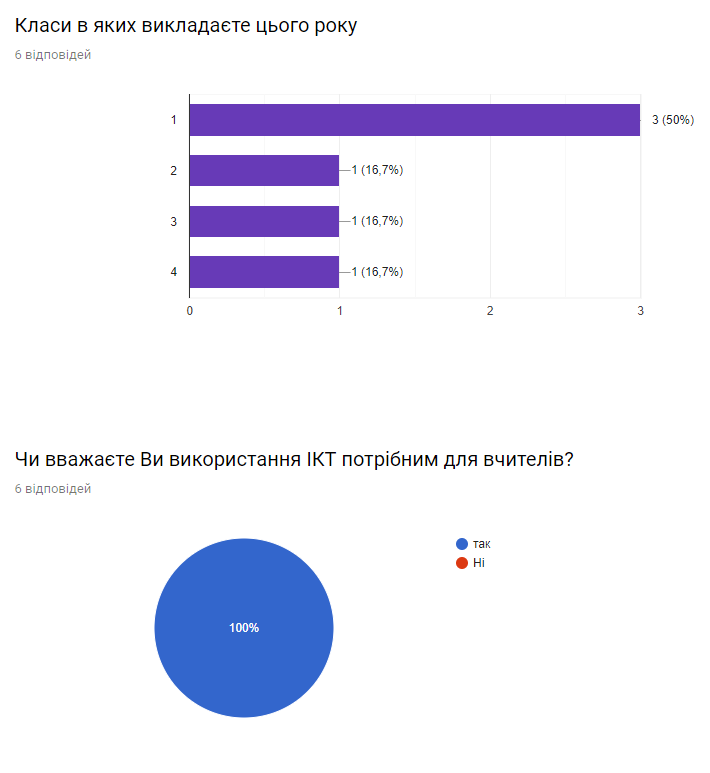 Класи в яких викладаєте цього року
6 відповідей
1
3 (50%)
2
1 (16,7%)
3
1 (16,7%)
4
1 (16,7%)
0 1 2 3
Чи вважаєте Ви використання ІКТ потрібним для вчителів?
6 відповідей
так
Ні
100%